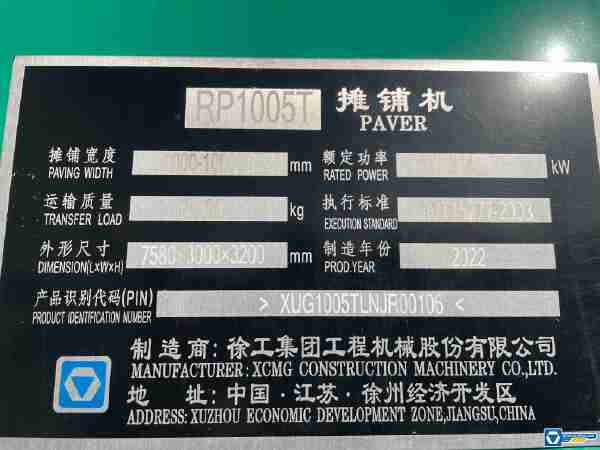 RP1005T 摊铺机
PAVER
摊铺宽度 mm 额定功率 kW
PAVING WIDTH RATED POWER
运输质量 kg 执行标准
TRANSFER LOAD EXECUTION STANDARD
外形尺寸 7580×3000×3200 mm 制造年份 2022
DIMENSION(L×W×H) PROD.YEAR
产品识别代码(PIN) > XUG1005TLNJR00106 <
PRODUCT IDENTIFICATION NUMBER
制造商: 徐工集团工程机械股份有限公司
MANUFACTURER: XCMG CONSTRUCTION MACHINERY CO.,LTD.
地 址: 中国·江苏·徐州经济开发区
ADDRESS: XUZHOU ECONOMIC DEVELOPMENT ZONE,JIANGSU,CHINA